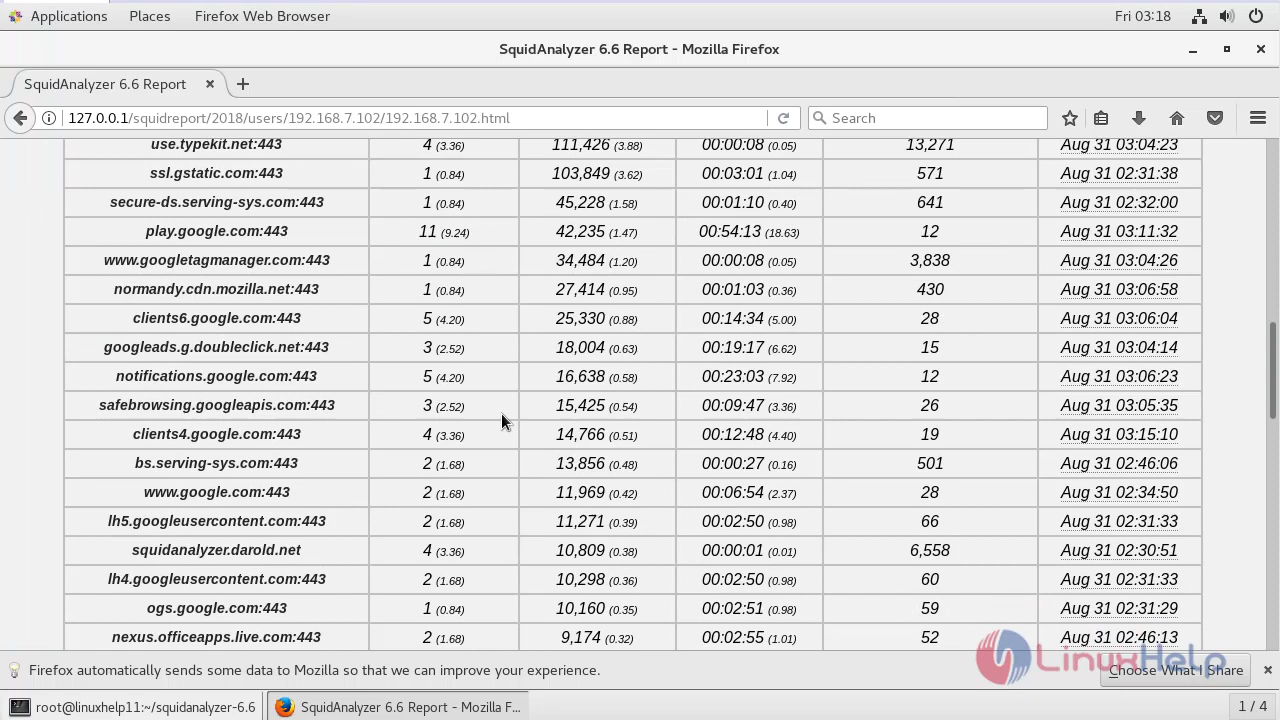 Applications Places Firefox Web Browser Fri 03:18
SquidAnalyzer 6.6 Report - Mozilla Firefox
SquidAnalyzer 6.6 Report
127.0.0.1/squidreport/2018/users/192.168.7.102/192.168.7.102.html Search
use.typekit.net:443 4 (3.36) 111,426 (3.88) 00:00:08 (0.05) 13,271 Aug 31 03:04:23
ssl.gstatic.com:443 1 (0.84) 103,849 (3.62) 00:03:01 (1.04) 571 Aug 31 02:31:38
secure-ds.serving-sys.com:443 1 (0.84) 45,228 (1.58) 00:01:10 (0.40) 641 Aug 31 02:32:00
play.google.com:443 11 (9.24) 42,235 (1.47) 00:54:13 (18.63) 12 Aug 31 03:11:32
www.googletagmanager.com:443 1 (0.84) 34,484 (1.20) 00:00:08 (0.05) 3,838 Aug 31 03:04:26
normandy.cdn.mozilla.net:443 1 (0.84) 27,414 (0.95) 00:01:03 (0.36) 430 Aug 31 03:06:58
clients6.google.com:443 5 (4.20) 25,330 (0.88) 00:14:34 (5.00) 28 Aug 31 03:06:04
googleads.g.doubleclick.net:443 3 (2.52) 18,004 (0.63) 00:19:17 (6.62) 15 Aug 31 03:04:14
notifications.google.com:443 5 (4.20) 16,638 (0.58) 00:23:03 (7.92) 12 Aug 31 03:06:23
safebrowsing.googleapis.com:443 3 (2.52) 15,425 (0.54) 00:09:47 (3.36) 26 Aug 31 03:05:35
clients4.google.com:443 4 (3.36) 14,766 (0.51) 00:12:48 (4.40) 19 Aug 31 03:15:10
bs.serving-sys.com:443 2 (1.68) 13,856 (0.48) 00:00:27 (0.16) 501 Aug 31 02:46:06
www.google.com:443 2 (1.68) 11,969 (0.42) 00:06:54 (2.37) 28 Aug 31 02:34:50
lh5.googleusercontent.com:443 2 (1.68) 11,271 (0.39) 00:02:50 (0.98) 66 Aug 31 02:31:33
squidanalyzer.darold.net 4 (3.36) 10,809 (0.38) 00:00:01 (0.01) 6,558 Aug 31 02:30:51
lh4.googleusercontent.com:443 2 (1.68) 10,298 (0.36) 00:02:50 (0.98) 60 Aug 31 02:31:33
ogs.google.com:443 1 (0.84) 10,160 (0.35) 00:02:51 (0.98) 59 Aug 31 02:31:29
nexus.officeapps.live.com:443 2 (1.68) 9,174 (0.32) 00:02:55 (1.01) 52 Aug 31 02:46:13
LinuxHelp
Firefox automatically sends some data to Mozilla so that we can improve your experience. Choose What I Share
root@linuxhelp11:~/squidanalyzer-6.6 SquidAnalyzer 6.6 Report - Mozilla F... 1 / 4